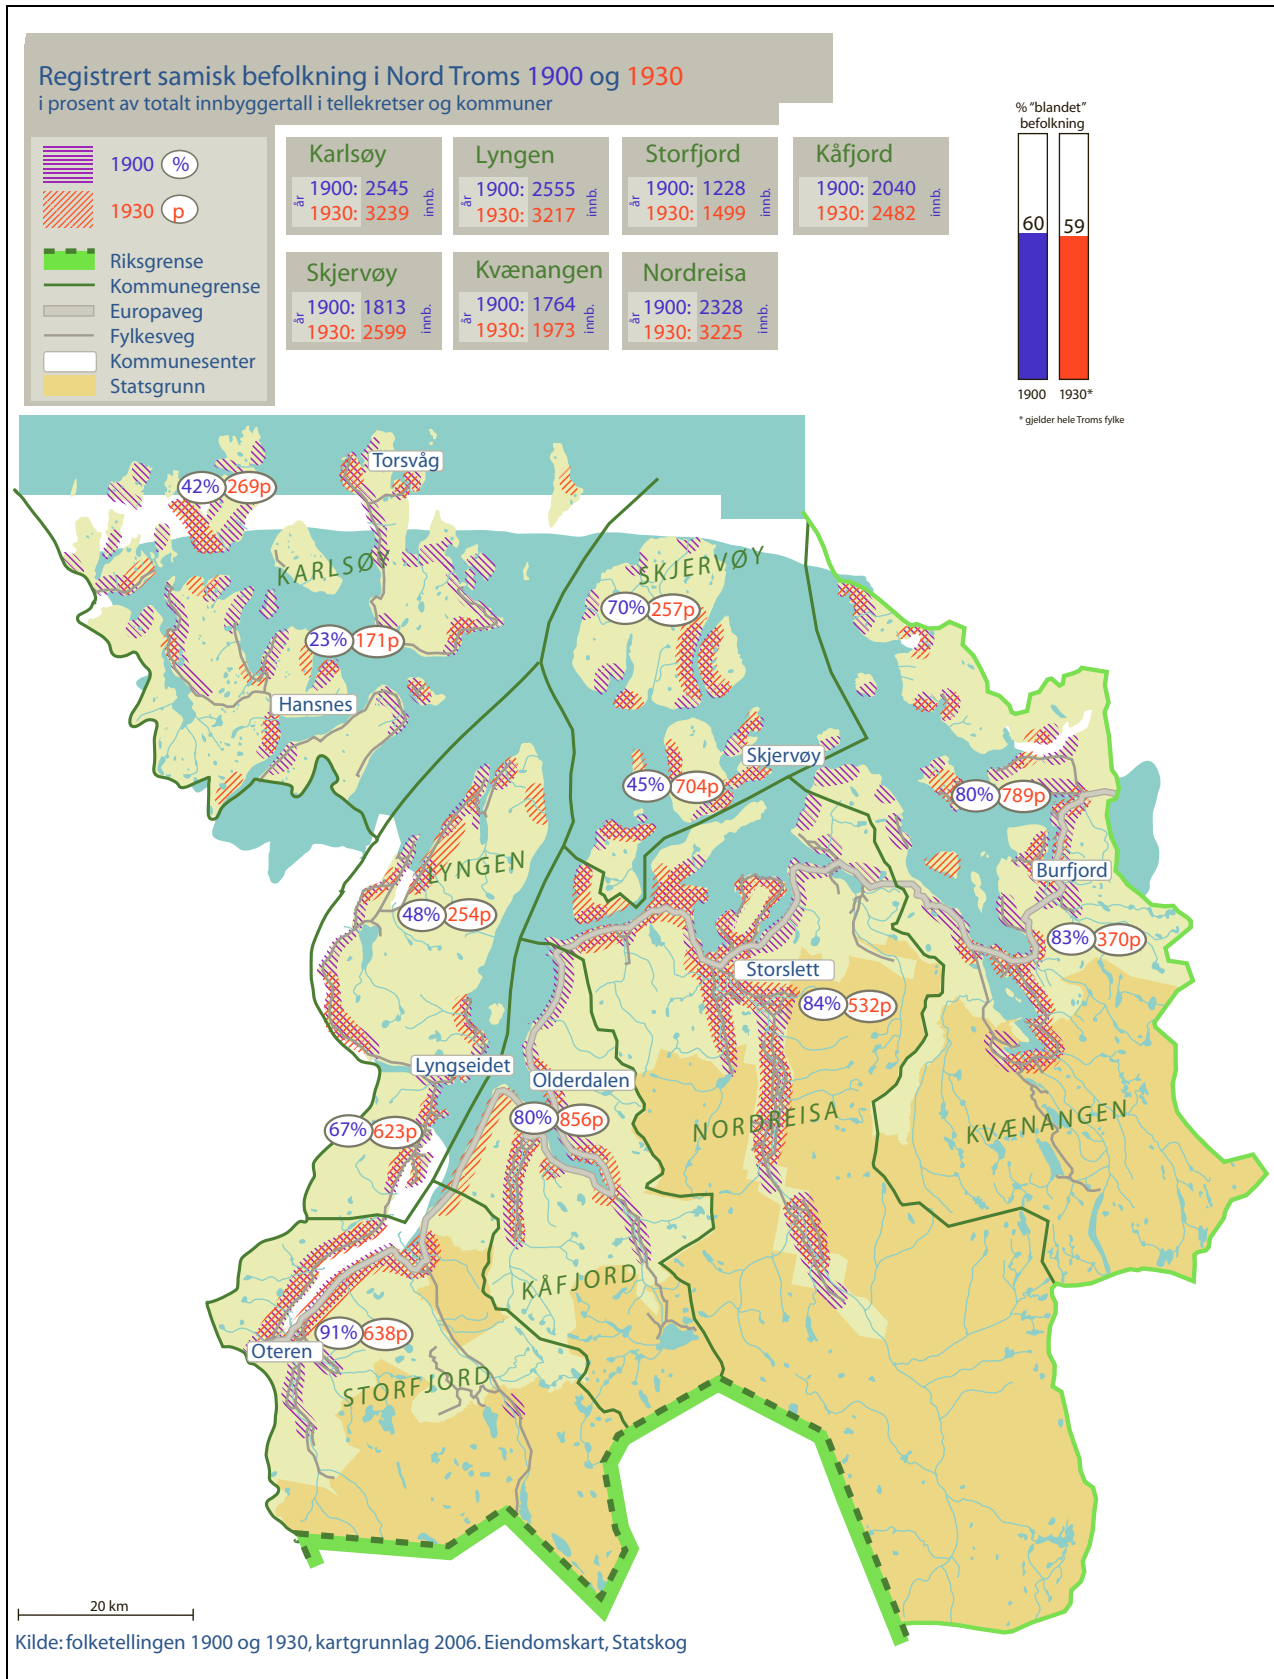 Registrert samisk befolkning i Nord Troms 1900 og 1930
i prosent av totalt innbyggertall i tellekretser og kommuner
1900 %
1930 p
Riksgrense
Kommunegrense
Europaveg
Fylkesveg
Kommunesenter
Statsgrunn
Karlsøy
år
1900: 2545
1930: 3239
innb.
Lyngen
år
1900: 2555
1930: 3217
innb.
Storfjord
år
1900: 1228
1930: 1499
innb.
Kåfjord
1900: 2040
1930: 2482
innb.
Skjervøy
år
1900: 1813
1930: 2599
innb.
Kvænangen
år
1900: 1764
1930: 1973
innb.
Nordreisa
år
1900: 2328
1930: 3225
innb.
% "blandet"
befolkning
60 59
1900 1930*
* gjelder hele Troms fylke
Torsvåg
42% 269p
KARLSØY
SKJERVØY
70% 257p
23% 171p
Hansnes
Skjervøy
45% 704p
80% 789p
LYNGEN
Burfjord
48% 254p
83% 370p
Storslett
84% 532p
Lyngseidet
Olderdalen
80% 856p
67% 623p
NORDREISA
KVÆNANGEN
KÅFJORD
91% 638p
Oteren
STORFJORD
20 km
Kilde: folketellingen 1900 og 1930, kartgrunnlag 2006. Eiendomskart, Statskog